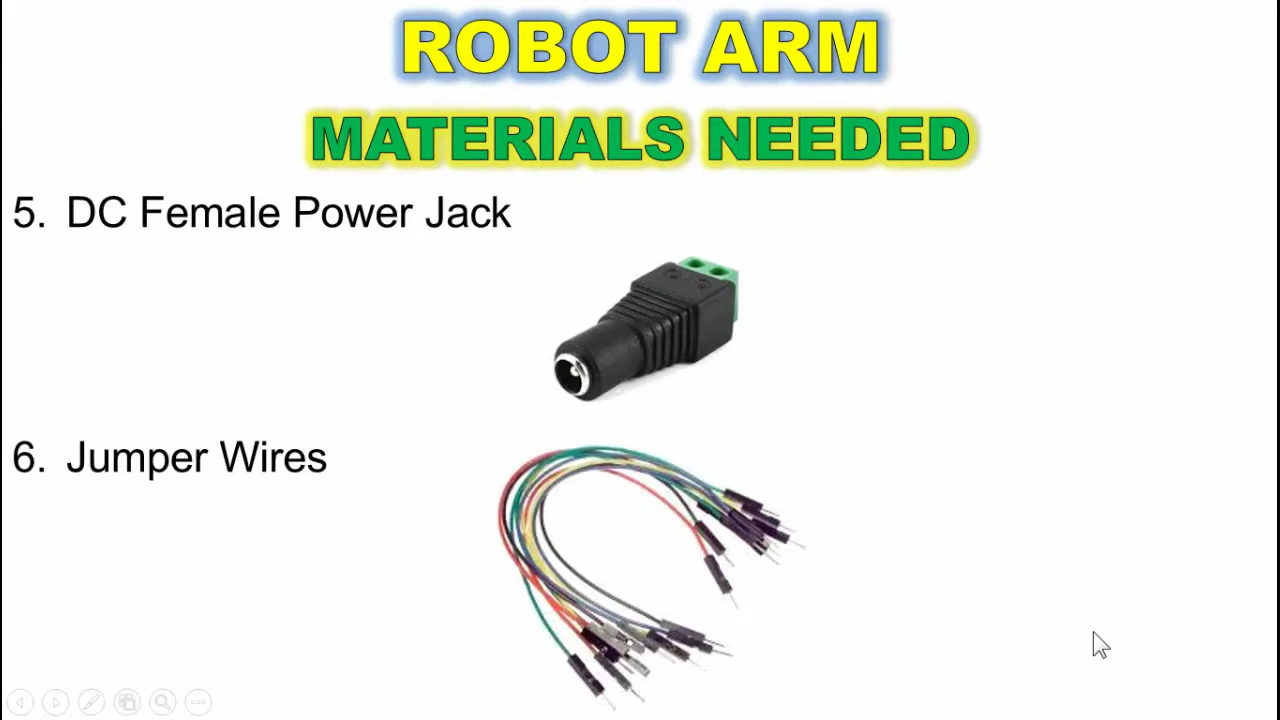 ROBOT ARM
MATERIALS NEEDED
5. DC Female Power Jack
6. Jumper Wires